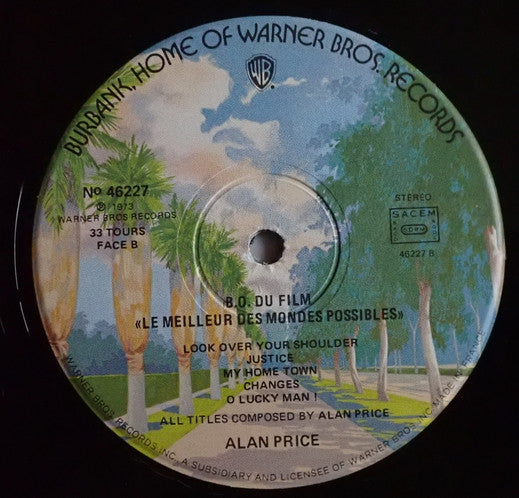 BURBANK, HOME OF WARNER BROS. RECORDS
WB
No 46227
℗ 1973
WARNER BROS RECORDS
33 TOURS
FACE B
STEREO
SACEM
SDRM
46227 B
B.O. DU FILM
«LE MEILLEUR DES MONDES POSSIBLES»
LOOK OVER YOUR SHOULDER
JUSTICE
MY HOME TOWN
CHANGES
O LUCKY MAN !
ALL TITLES COMPOSED BY ALAN PRICE
ALAN PRICE
WARNER BROS. RECORDS INC. A SUBSIDIARY AND LICENSEE OF WARNER BROS. INC. MADE IN FRANCE